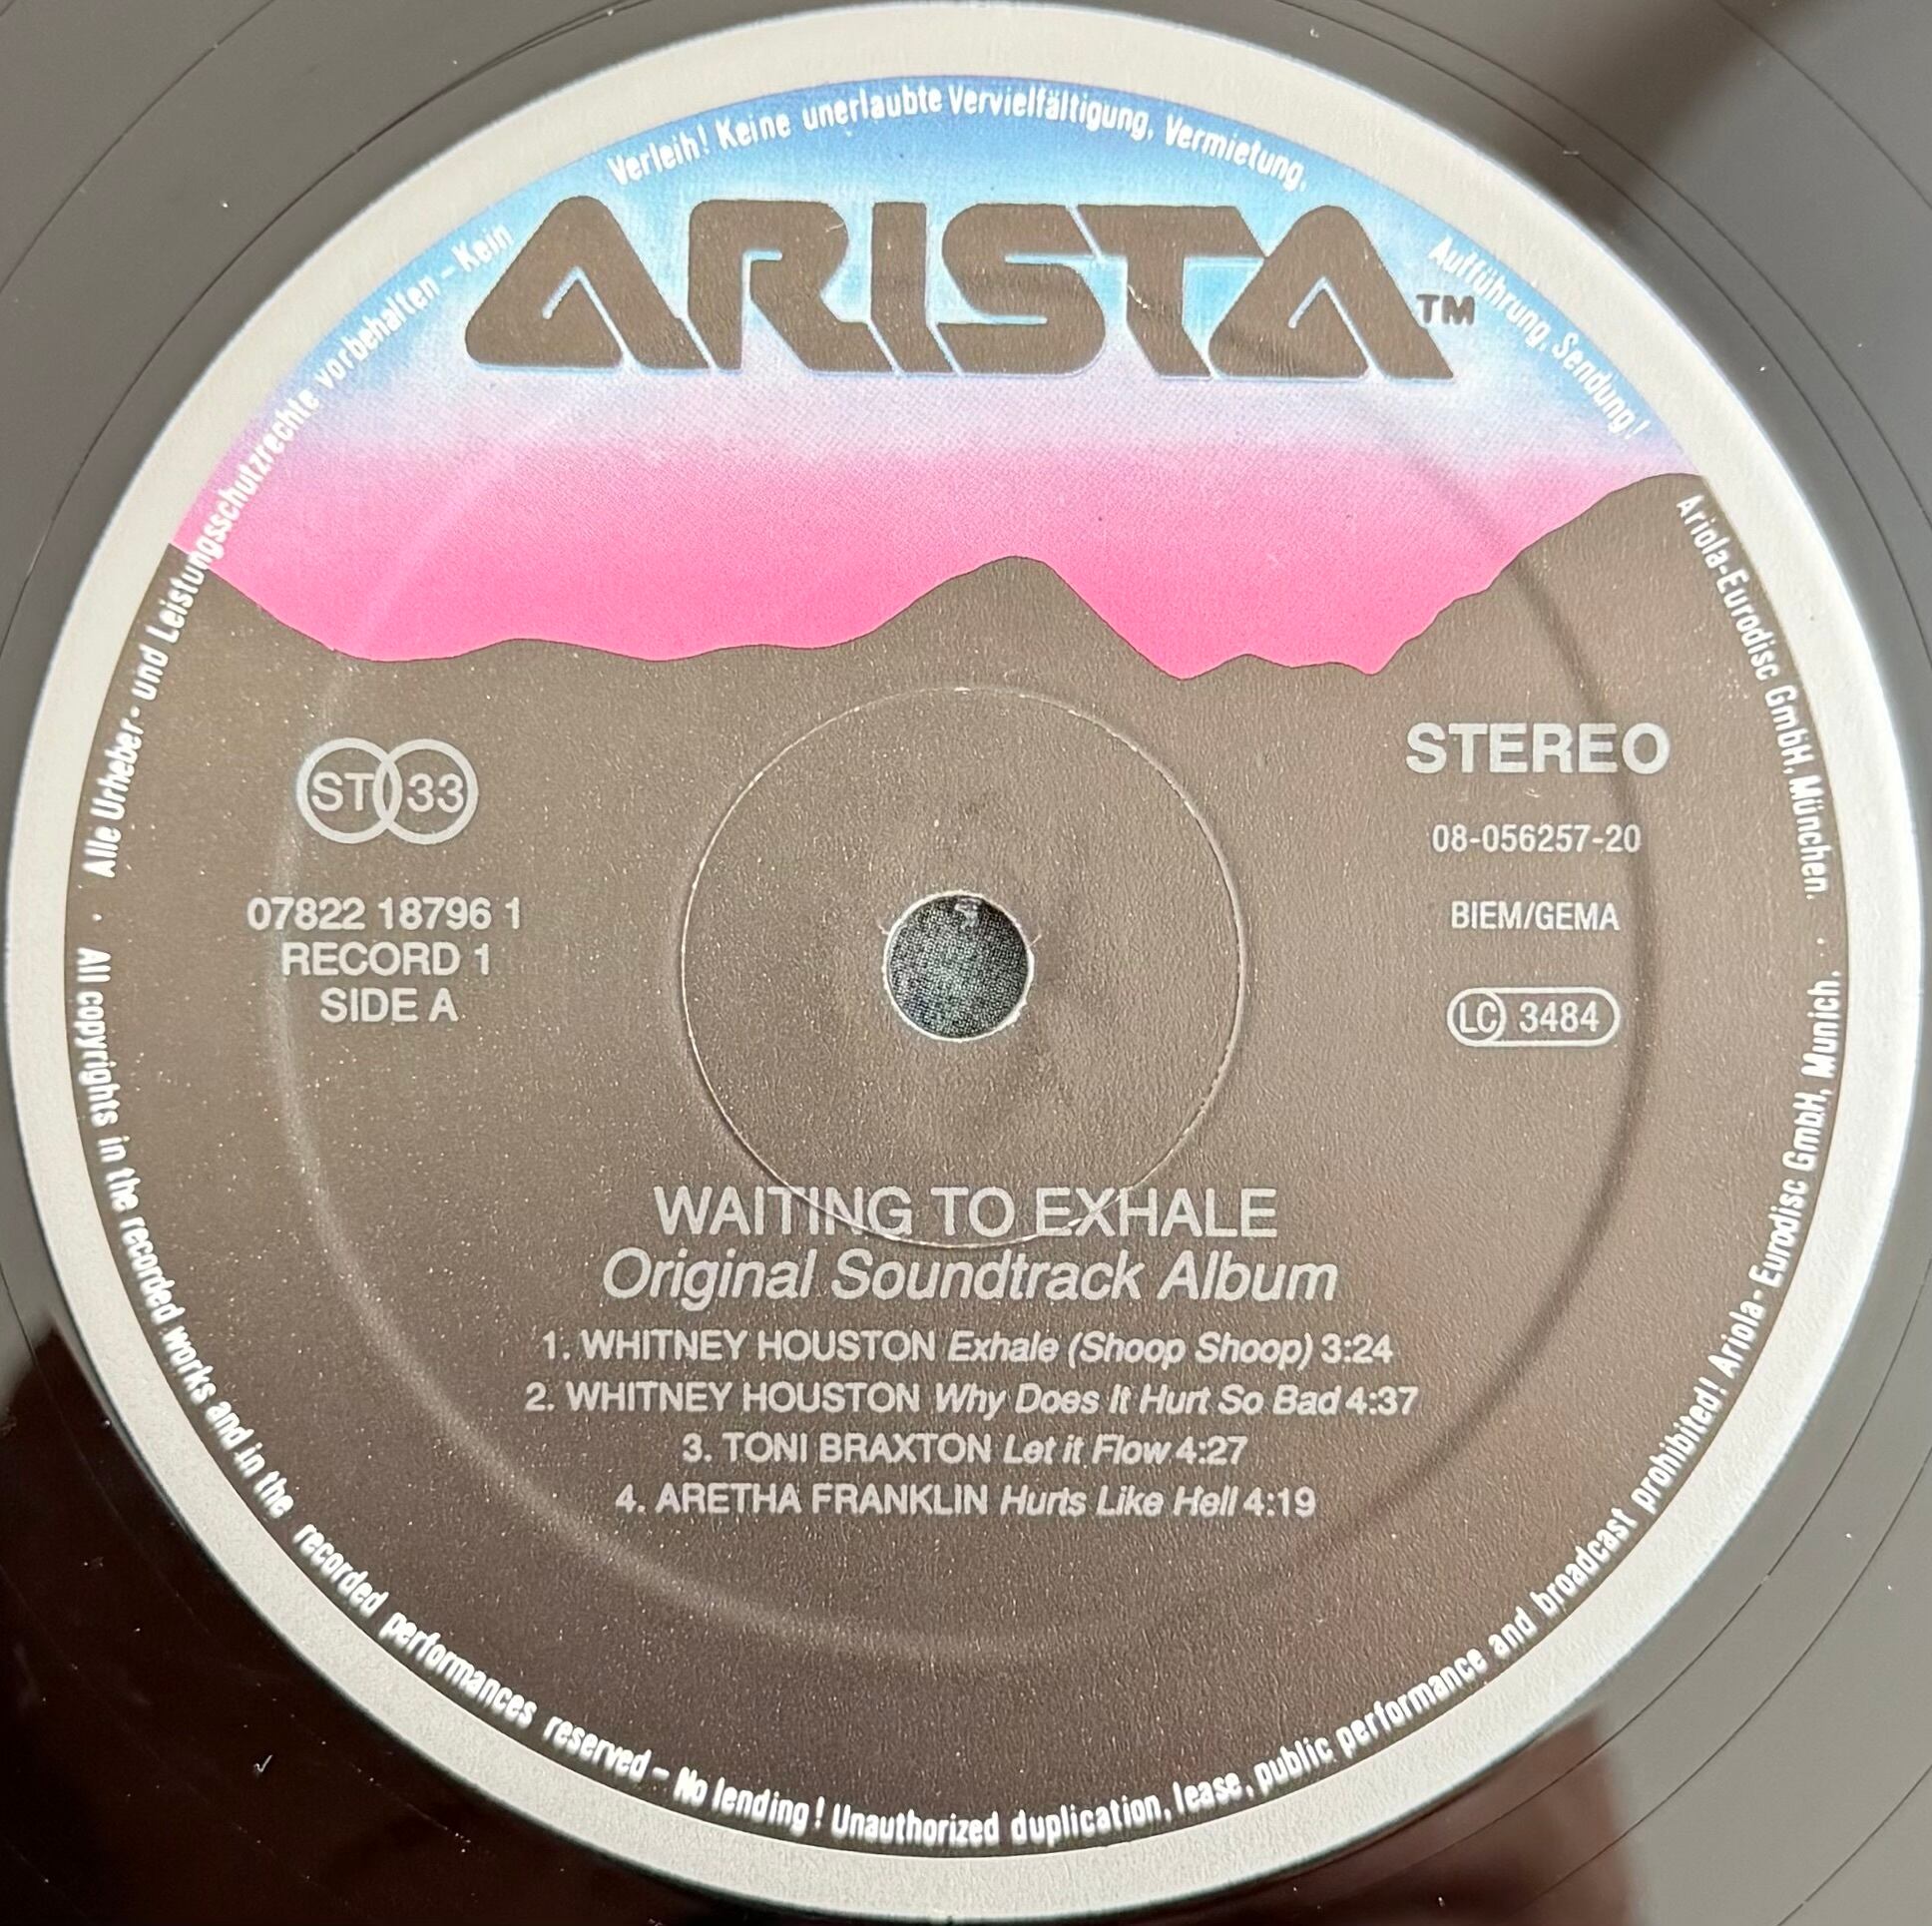 ARISTA™
Alle Urheber- und Leistungsschutzrechte vorbehalten – Kein Verleih! Keine unerlaubte Vervielfältigung, Vermietung, Aufführung, Sendung! Ariola-Eurodisc GmbH, München.
ST 33
07822 18796 1
RECORD 1
SIDE A
STEREO
08-056257-20
BIEM/GEMA
LC 3484
WAITING TO EXHALE
Original Soundtrack Album
1. WHITNEY HOUSTON Exhale (Shoop Shoop) 3:24
2. WHITNEY HOUSTON Why Does It Hurt So Bad 4:37
3. TONI BRAXTON Let it Flow 4:27
4. ARETHA FRANKLIN Hurts Like Hell 4:19
· All copyrights in the recorded works and in the recorded performances reserved – No lending! Unauthorized duplication, lease, public performance and broadcast prohibited! Ariola-Eurodisc GmbH, Munich. ·